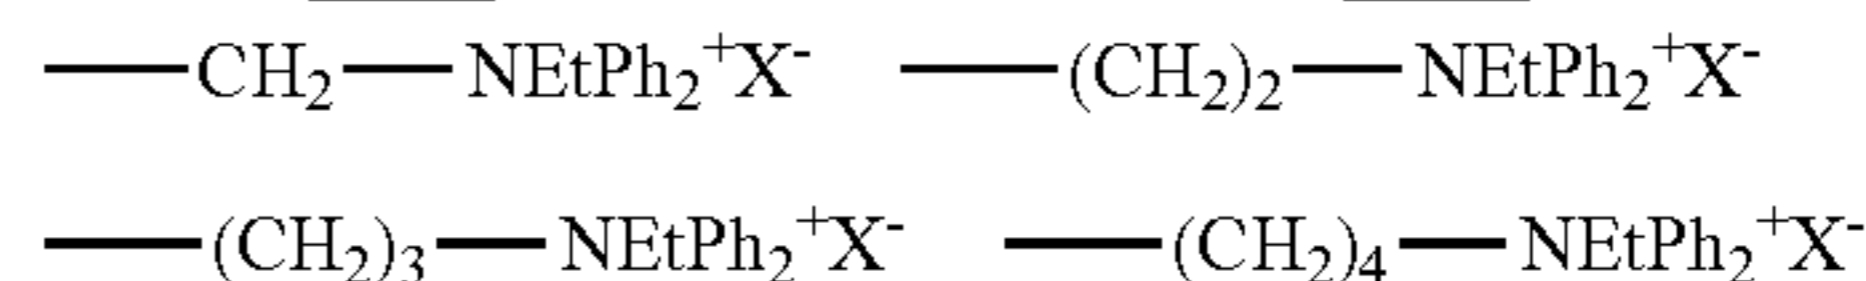 —CH₂—NEtPh₂⁺X⁻ —(CH₂)₂—NEtPh₂⁺X⁻
—(CH₂)₃—NEtPh₂⁺X⁻ —(CH₂)₄—NEtPh₂⁺X⁻